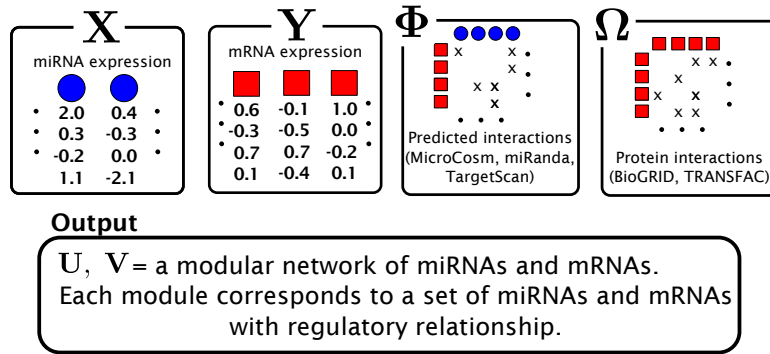 X
miRNA expression
2.0 0.4
0.3 -0.3
-0.2 0.0
1.1 -2.1
Y
mRNA expression
0.6 -0.1 1.0
-0.3 -0.5 0.0
0.7 0.7 -0.2
0.1 -0.4 0.1
Φ
x x
x
x x
x
Predicted interactions
(MicroCosm, miRanda,
TargetScan)
Ω
x x
x
x x
x x
Protein interactions
(BioGRID, TRANSFAC)
Output
U, V = a modular network of miRNAs and mRNAs.
Each module corresponds to a set of miRNAs and mRNAs
with regulatory relationship.